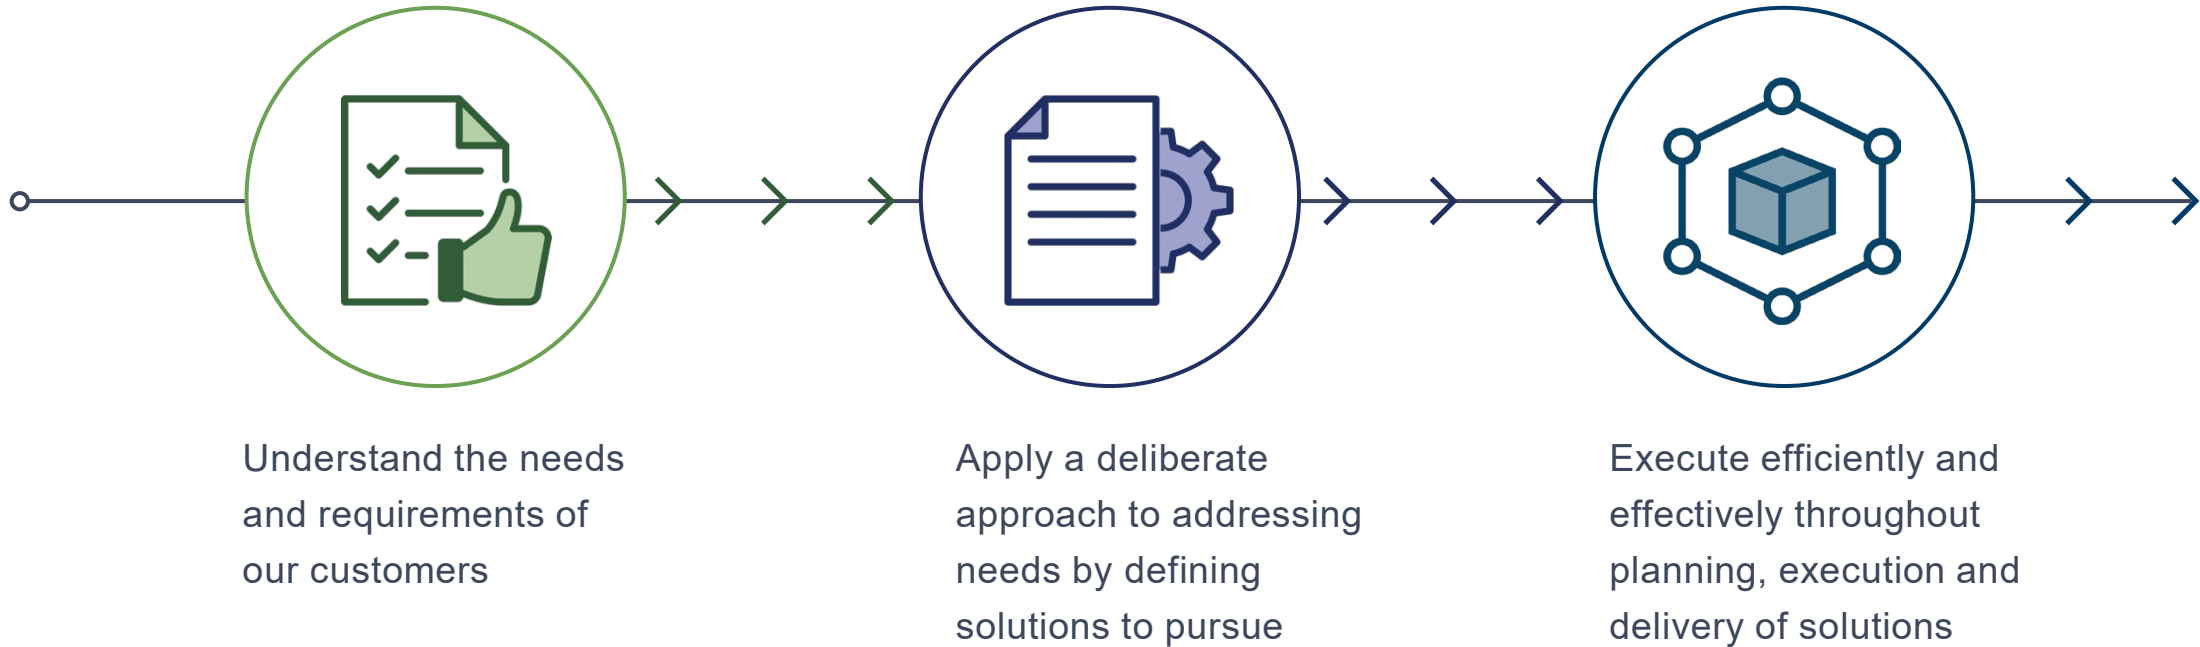 Understand the needs
and requirements of
our customers
Apply a deliberate
approach to addressing
needs by defining
solutions to pursue
Execute efficiently and
effectively throughout
planning, execution and
delivery of solutions